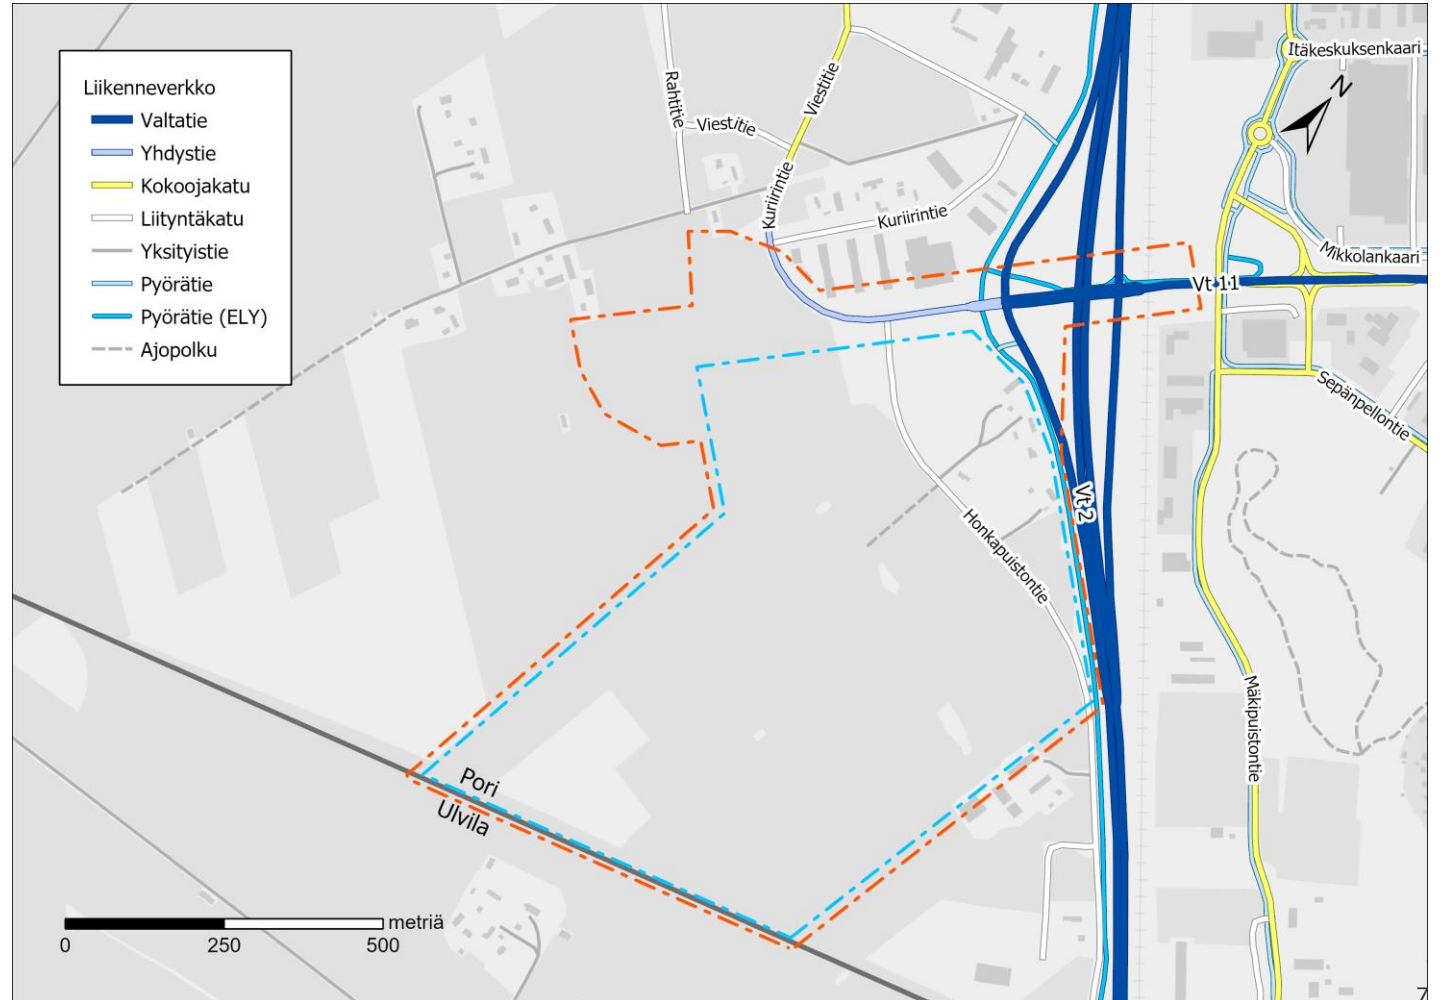 Liikenneverkko
Valtatie
Yhdystie
Kokoojakatu
Liityntäkatu
Yksityistie
Pyörätie
Pyörätie (ELY)
Ajopolku
Rahtitie
Viestitie
Viestitie
Kuriirintie
Kuriirintie
Itäkeskuksenkaari
N
Mikkolankaari
Vt 11
Sepänpellontie
Vt 2
Honkapuistontie
Mäkipuistontie
Pori
Ulvila
metriä
0 250 500
7